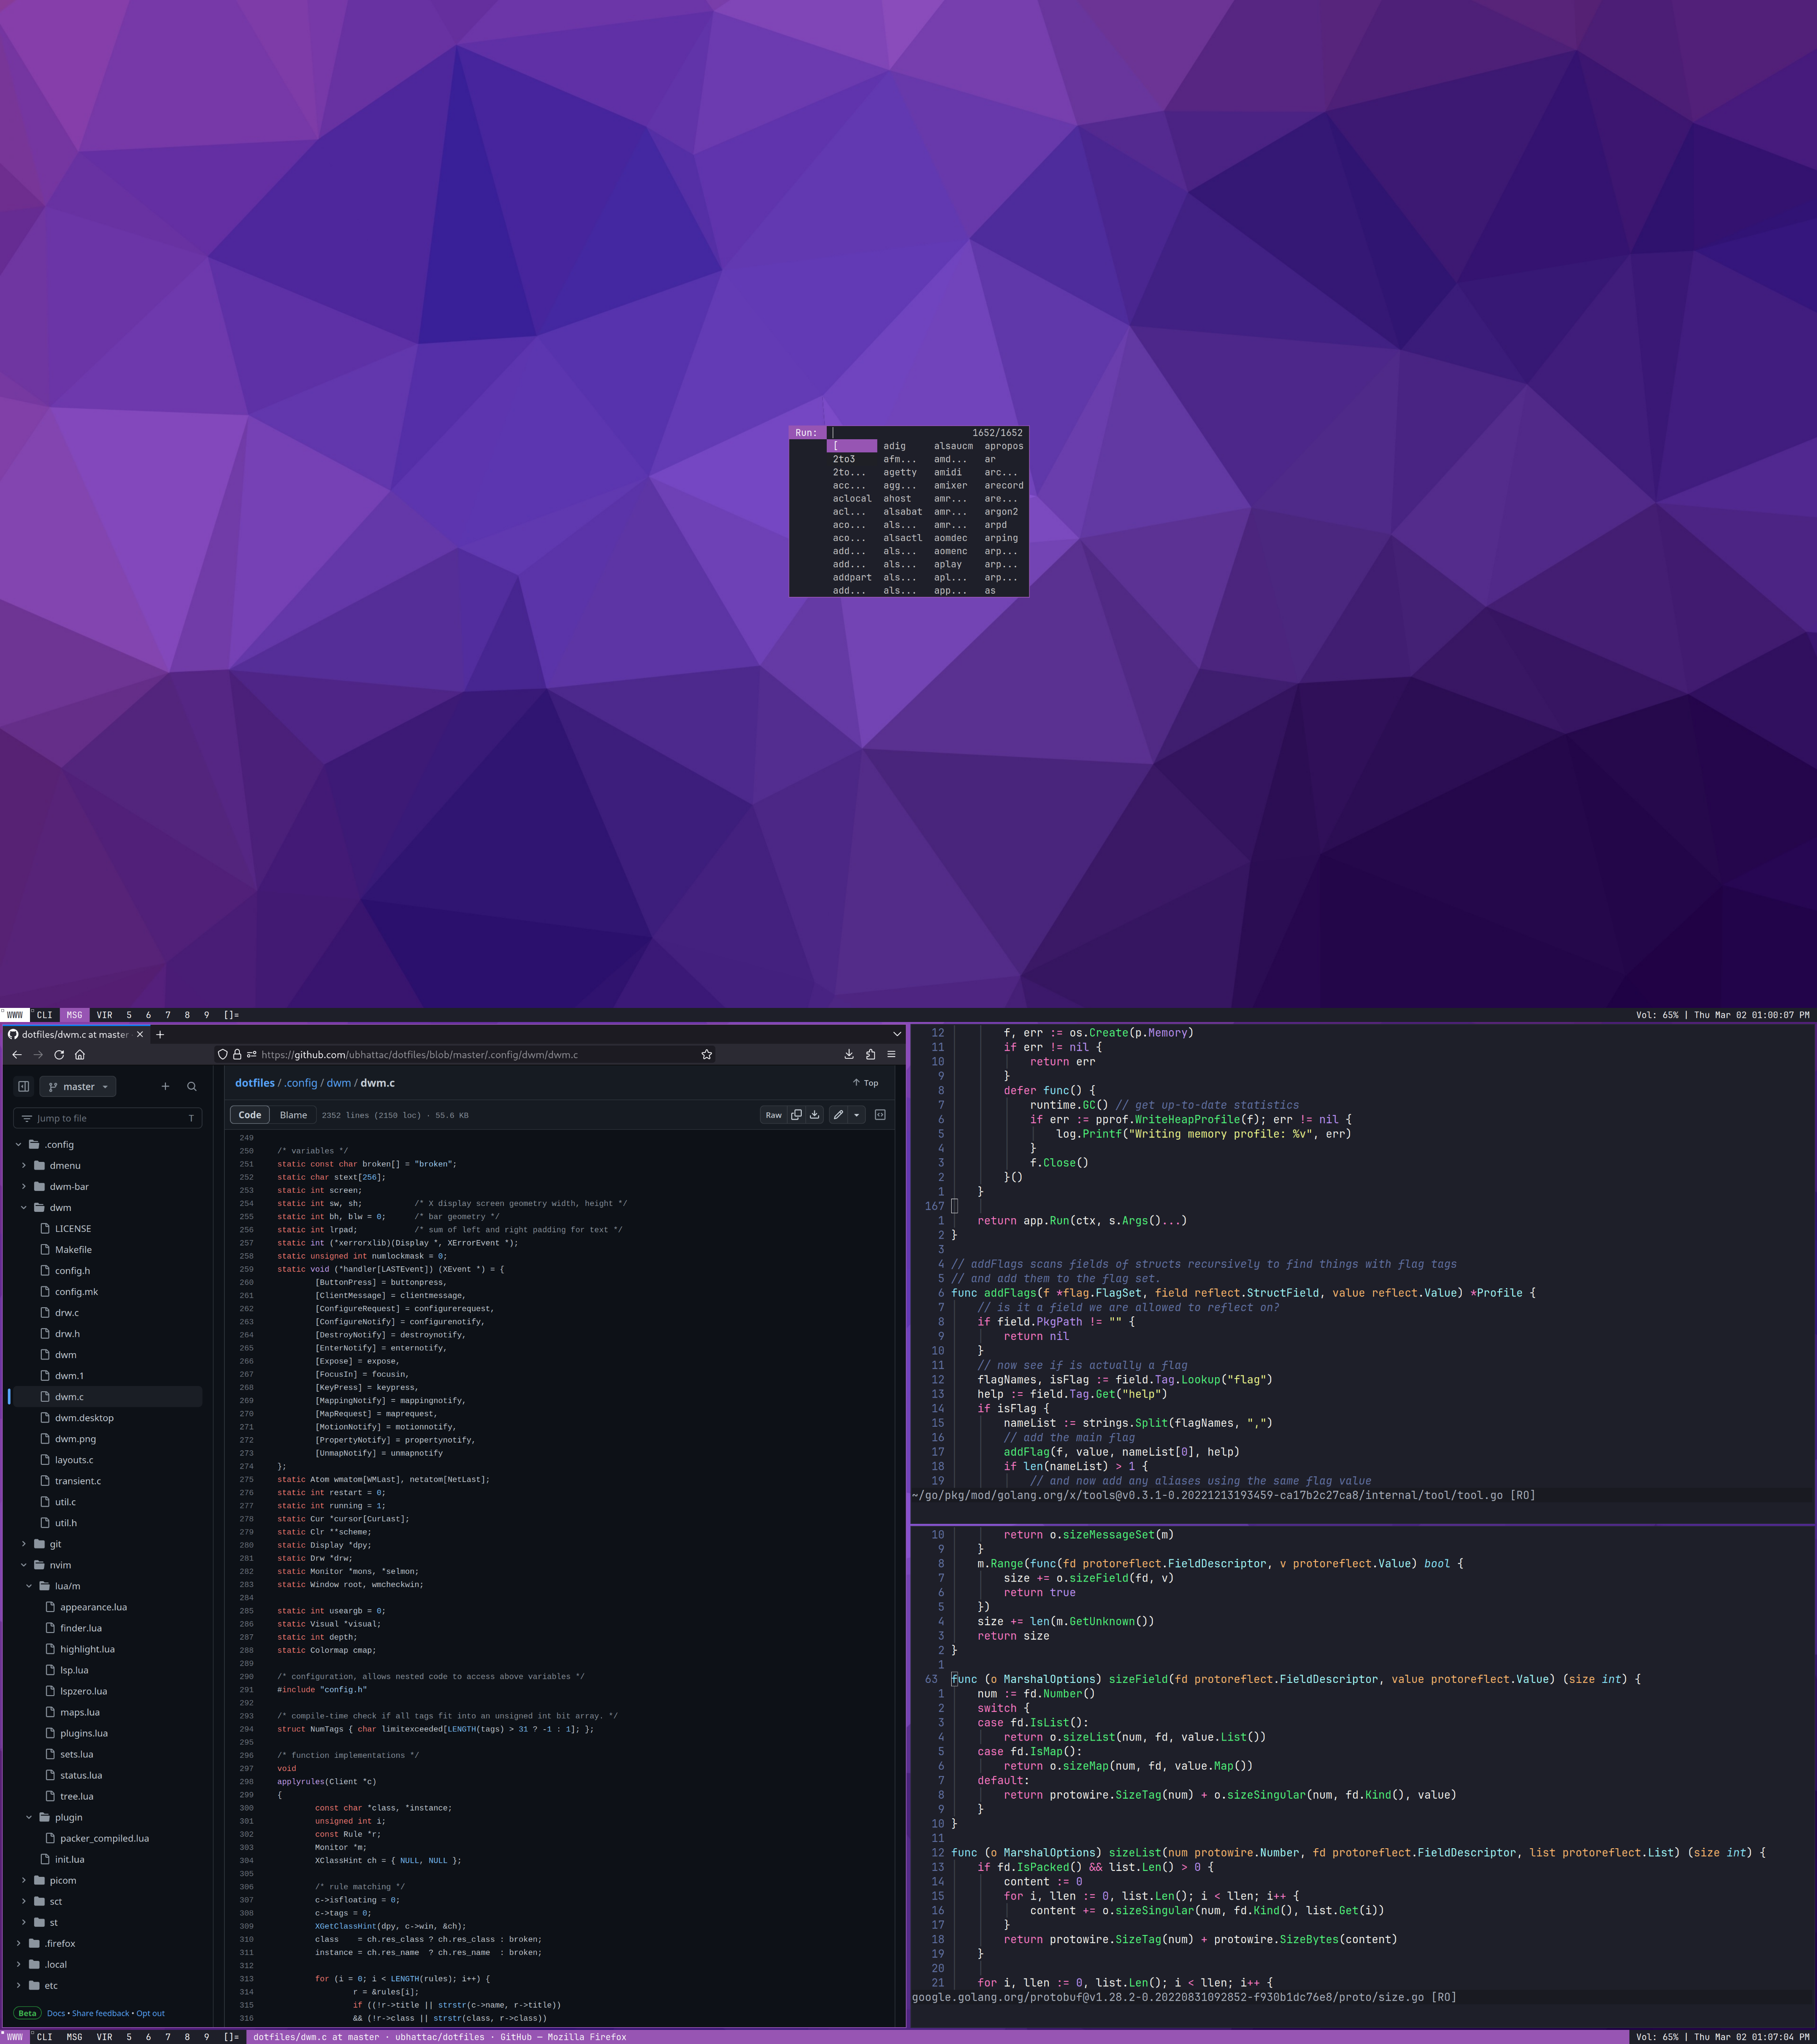 Run: 1652/1652
[ adig alsaucm apropos
2to3 afm... amd... ar
2to... agetty amidi arc...
acc... agg... amixer arecord
aclocal ahost amr... are...
acl... alsabat amr... argon2
aco... als... amr... arpd
aco... alsactl aomdec arping
add... als... aomenc arp...
add... als... aplay arp...
addpart als... apl... arp...
add... als... app... as
WWW CLI MSG VIR 5 6 7 8 9 []= Vol: 65% | Thu Mar 02 01:00:07 PM
dotfiles/dwm.c at master
https://github.com/ubhattac/dotfiles/blob/master/.config/dwm/dwm.c
master
Jump to file T
.config
dmenu
dwm-bar
dwm
LICENSE
Makefile
config.h
config.mk
drw.c
drw.h
dwm
dwm.1
dwm.c
dwm.desktop
dwm.png
layouts.c
transient.c
util.c
util.h
git
nvim
lua/m
appearance.lua
finder.lua
highlight.lua
lsp.lua
lspzero.lua
maps.lua
plugins.lua
sets.lua
status.lua
tree.lua
plugin
packer_compiled.lua
init.lua
picom
sct
st
.firefox
.local
etc
Beta Docs • Share feedback • Opt out
dotfiles / .config / dwm / dwm.c Top
Code Blame 2352 lines (2150 loc) · 55.6 KB Raw
249
250 /* variables */
251 static const char broken[] = "broken";
252 static char stext[256];
253 static int screen;
254 static int sw, sh; /* X display screen geometry width, height */
255 static int bh, blw = 0; /* bar geometry */
256 static int lrpad; /* sum of left and right padding for text */
257 static int (*xerrorxlib)(Display *, XErrorEvent *);
258 static unsigned int numlockmask = 0;
259 static void (*handler[LASTEvent]) (XEvent *) = {
260 [ButtonPress] = buttonpress,
261 [ClientMessage] = clientmessage,
262 [ConfigureRequest] = configurerequest,
263 [ConfigureNotify] = configurenotify,
264 [DestroyNotify] = destroynotify,
265 [EnterNotify] = enternotify,
266 [Expose] = expose,
267 [FocusIn] = focusin,
268 [KeyPress] = keypress,
269 [MappingNotify] = mappingnotify,
270 [MapRequest] = maprequest,
271 [MotionNotify] = motionnotify,
272 [PropertyNotify] = propertynotify,
273 [UnmapNotify] = unmapnotify
274 };
275 static Atom wmatom[WMLast], netatom[NetLast];
276 static int restart = 0;
277 static int running = 1;
278 static Cur *cursor[CurLast];
279 static Clr **scheme;
280 static Display *dpy;
281 static Drw *drw;
282 static Monitor *mons, *selmon;
283 static Window root, wmcheckwin;
284
285 static int useargb = 0;
286 static Visual *visual;
287 static int depth;
288 static Colormap cmap;
289
290 /* configuration, allows nested code to access above variables */
291 #include "config.h"
292
293 /* compile-time check if all tags fit into an unsigned int bit array. */
294 struct NumTags { char limitexceeded[LENGTH(tags) > 31 ? -1 : 1]; };
295
296 /* function implementations */
297 void
298 applyrules(Client *c)
299 {
300 const char *class, *instance;
301 unsigned int i;
302 const Rule *r;
303 Monitor *m;
304 XClassHint ch = { NULL, NULL };
305
306 /* rule matching */
307 c->isfloating = 0;
308 c->tags = 0;
309 XGetClassHint(dpy, c->win, &ch);
310 class = ch.res_class ? ch.res_class : broken;
311 instance = ch.res_name ? ch.res_name : broken;
312
313 for (i = 0; i < LENGTH(rules); i++) {
314 r = &rules[i];
315 if ((!r->title || strstr(c->name, r->title))
316 && (!r->class || strstr(class, r->class))
12 f, err := os.Create(p.Memory)
11 if err != nil {
10 return err
9 }
8 defer func() {
7 runtime.GC() // get up-to-date statistics
6 if err := pprof.WriteHeapProfile(f); err != nil {
5 log.Printf("Writing memory profile: %v", err)
4 }
3 f.Close()
2 }()
1 }
167
1 return app.Run(ctx, s.Args()...)
2 }
3
4 // addFlags scans fields of structs recursively to find things with flag tags
5 // and add them to the flag set.
6 func addFlags(f *flag.FlagSet, field reflect.StructField, value reflect.Value) *Profile {
7 // is it a field we are allowed to reflect on?
8 if field.PkgPath != "" {
9 return nil
10 }
11 // now see if is actually a flag
12 flagNames, isFlag := field.Tag.Lookup("flag")
13 help := field.Tag.Get("help")
14 if isFlag {
15 nameList := strings.Split(flagNames, ",")
16 // add the main flag
17 addFlag(f, value, nameList[0], help)
18 if len(nameList) > 1 {
19 // and now add any aliases using the same flag value
~/go/pkg/mod/golang.org/x/tools@v0.3.1-0.20221213193459-ca17b2c27ca8/internal/tool/tool.go [RO]
10 return o.sizeMessageSet(m)
9 }
8 m.Range(func(fd protoreflect.FieldDescriptor, v protoreflect.Value) bool {
7 size += o.sizeField(fd, v)
6 return true
5 })
4 size += len(m.GetUnknown())
3 return size
2 }
1
63 func (o MarshalOptions) sizeField(fd protoreflect.FieldDescriptor, value protoreflect.Value) (size int) {
1 num := fd.Number()
2 switch {
3 case fd.IsList():
4 return o.sizeList(num, fd, value.List())
5 case fd.IsMap():
6 return o.sizeMap(num, fd, value.Map())
7 default:
8 return protowire.SizeTag(num) + o.sizeSingular(num, fd.Kind(), value)
9 }
10 }
11
12 func (o MarshalOptions) sizeList(num protowire.Number, fd protoreflect.FieldDescriptor, list protoreflect.List) (size int) {
13 if fd.IsPacked() && list.Len() > 0 {
14 content := 0
15 for i, llen := 0, list.Len(); i < llen; i++ {
16 content += o.sizeSingular(num, fd.Kind(), list.Get(i))
17 }
18 return protowire.SizeTag(num) + protowire.SizeBytes(content)
19 }
20
21 for i, llen := 0, list.Len(); i < llen; i++ {
google.golang.org/protobuf@v1.28.2-0.20220831092852-f930b1dc76e8/proto/size.go [RO]
WWW CLI MSG VIR 5 6 7 8 9 []= dotfiles/dwm.c at master · ubhattac/dotfiles · GitHub — Mozilla Firefox Vol: 65% | Thu Mar 02 01:07:04 PM